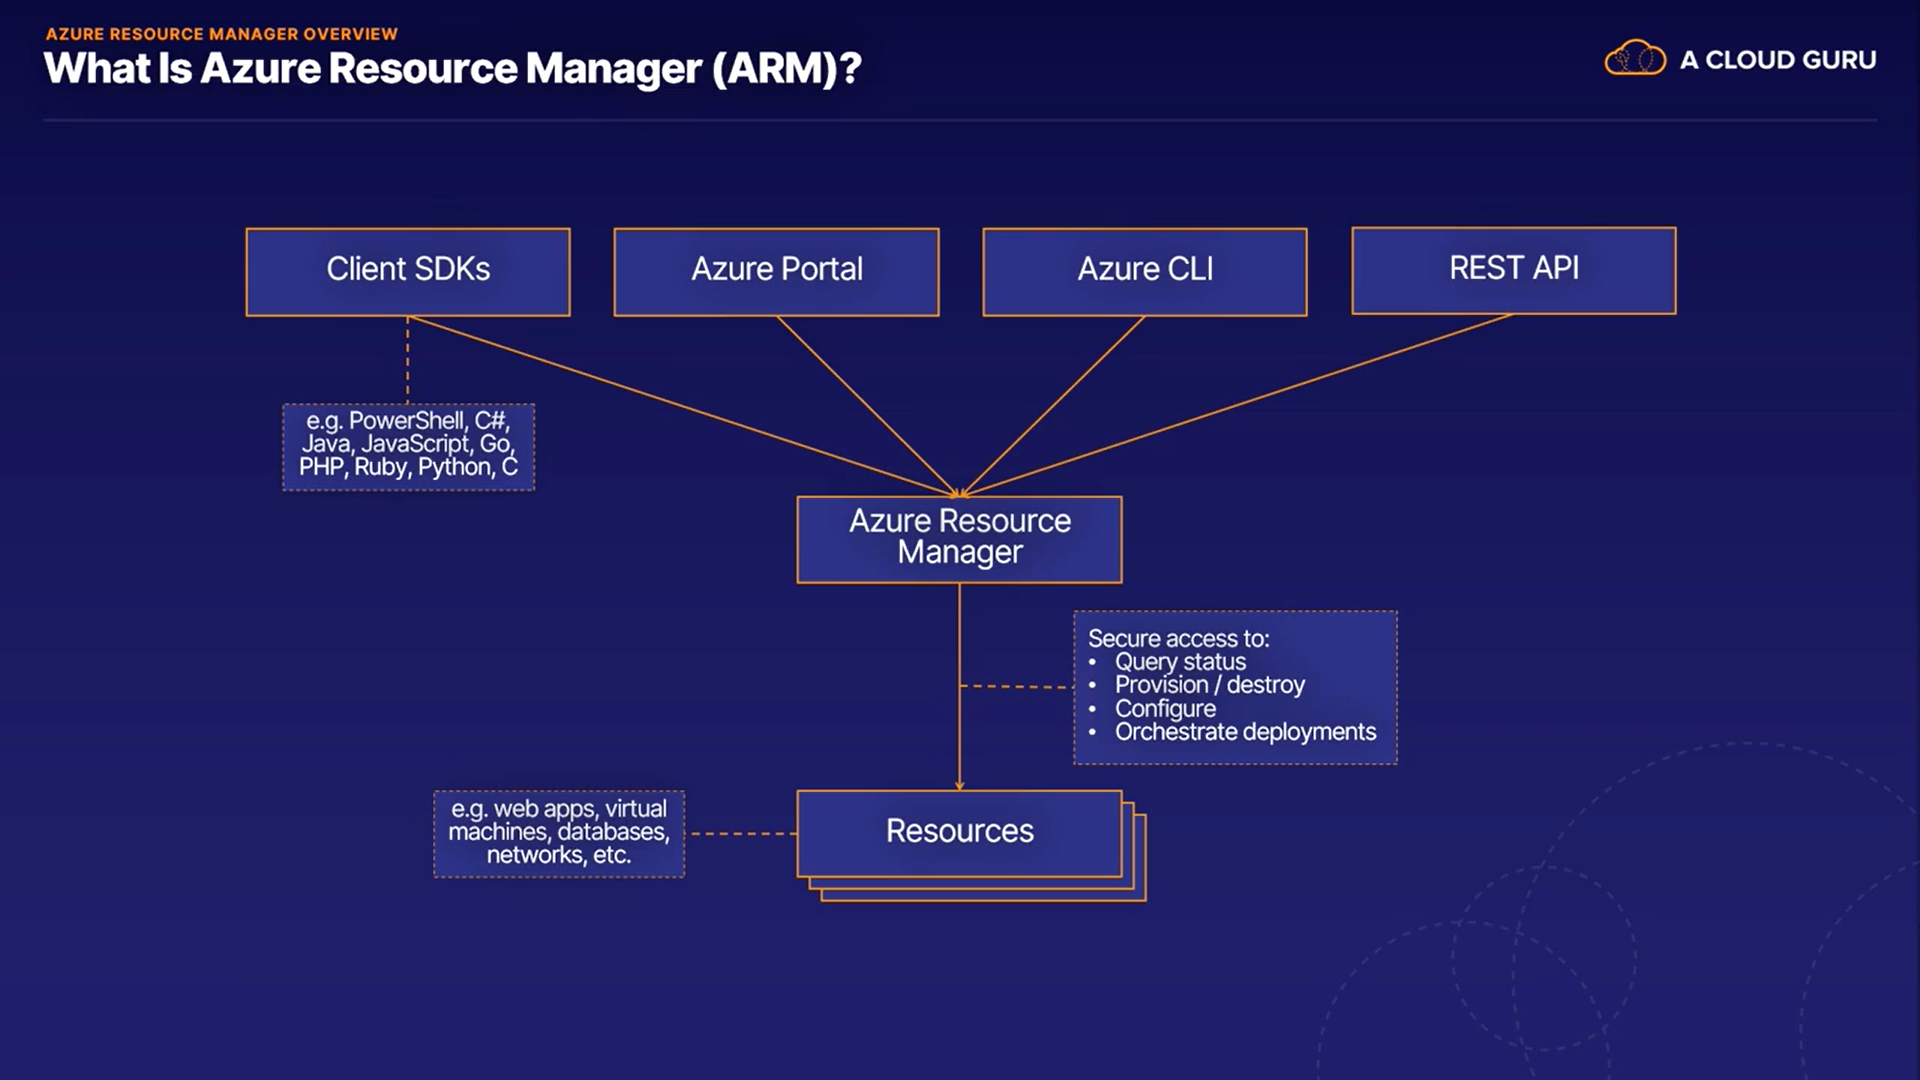 AZURE RESOURCE MANAGER OVERVIEW
What Is Azure Resource Manager (ARM)?
A CLOUD GURU
Client SDKs
Azure Portal
Azure CLI
REST API
e.g. PowerShell, C#,
Java, JavaScript, Go,
PHP, Ruby, Python, C
Azure Resource
Manager
Secure access to:
• Query status
• Provision / destroy
• Configure
• Orchestrate deployments
e.g. web apps, virtual
machines, databases,
networks, etc.
Resources